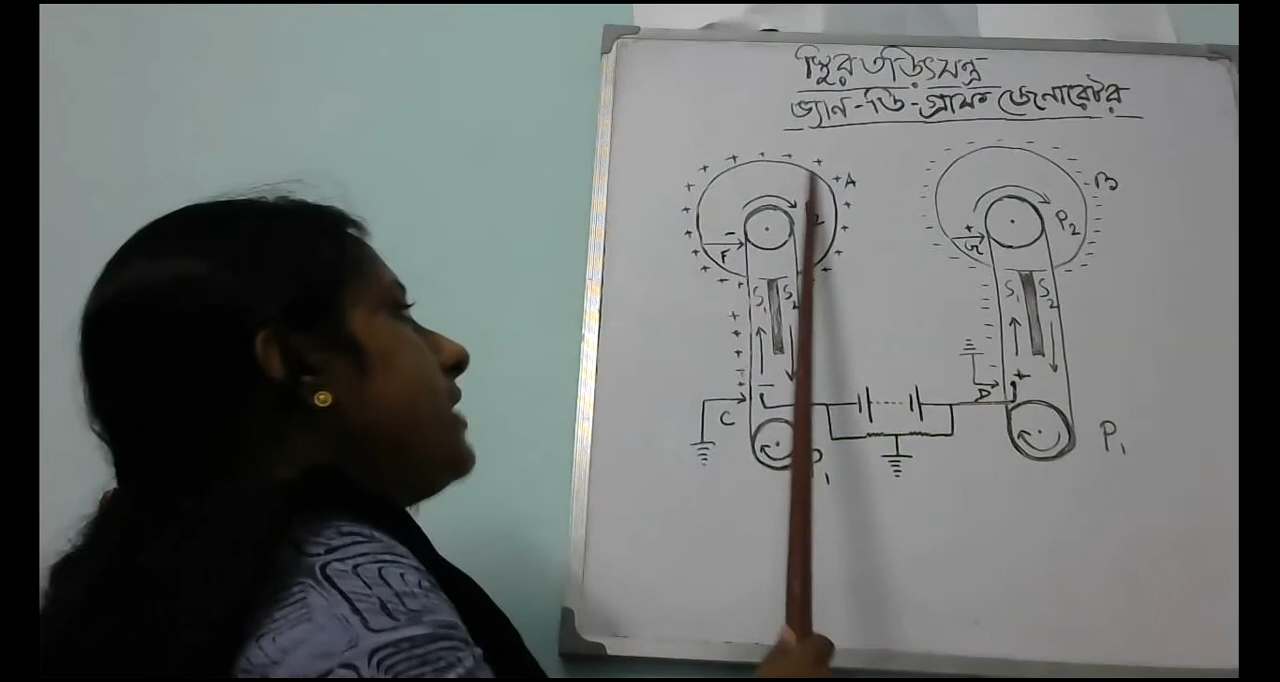 স্থির তড়িৎযন্ত্র
ভ্যান-ডি-গ্রাফ জেনারেটর
A
B
P₂
F
G
S₁ S₂
S₁ S₂
C
D
P₁